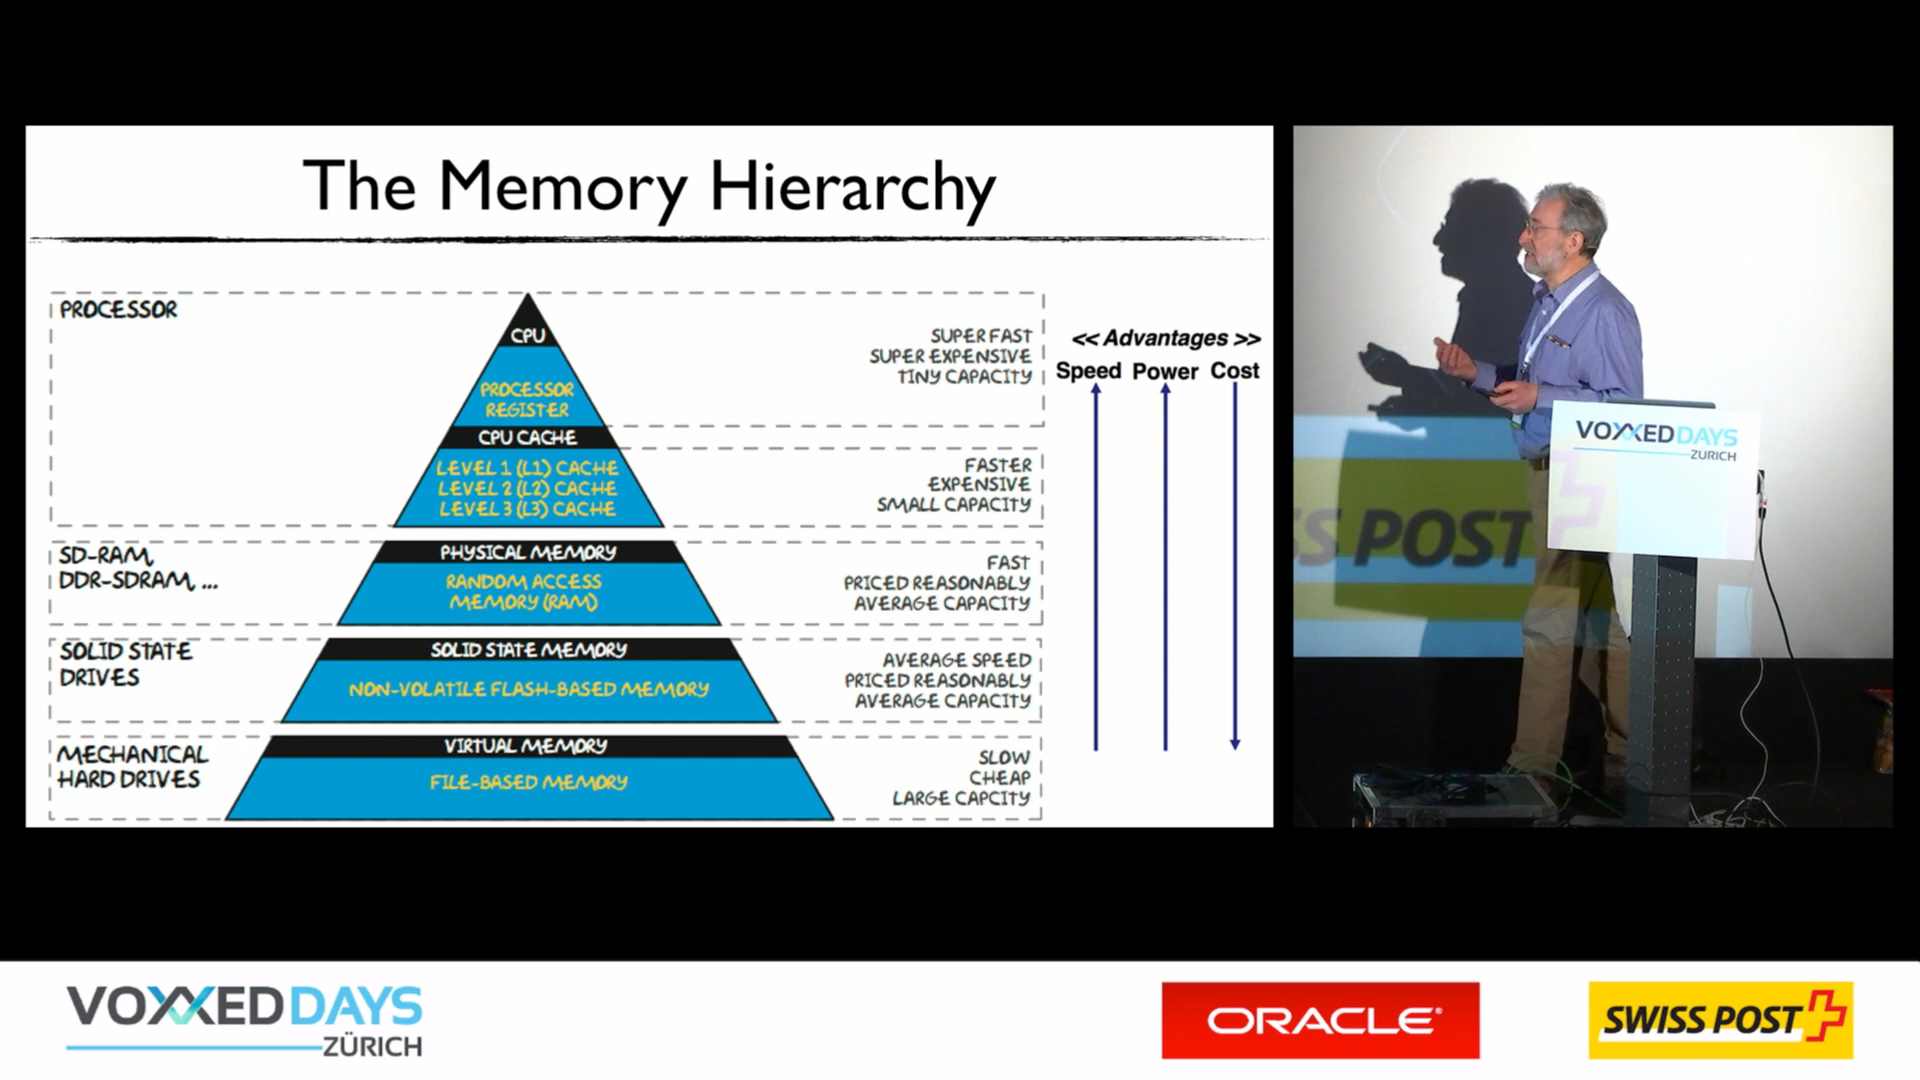 The Memory Hierarchy
PROCESSOR
CPU
PROCESSOR
REGISTER
SUPER FAST
SUPER EXPENSIVE
TINY CAPACITY
CPU CACHE
LEVEL 1 (L1) CACHE
LEVEL 2 (L2) CACHE
LEVEL 3 (L3) CACHE
FASTER
EXPENSIVE
SMALL CAPACITY
SD-RAM,
DDR-SDRAM, ...
PHYSICAL MEMORY
RANDOM ACCESS
MEMORY (RAM)
FAST
PRICED REASONABLY
AVERAGE CAPACITY
SOLID STATE
DRIVES
SOLID STATE MEMORY
NON-VOLATILE FLASH-BASED MEMORY
AVERAGE SPEED
PRICED REASONABLY
AVERAGE CAPACITY
MECHANICAL
HARD DRIVES
VIRTUAL MEMORY
FILE-BASED MEMORY
SLOW
CHEAP
LARGE CAPCITY
<< Advantages >>
Speed Power Cost
VOXXED DAYS
ZURICH
SS POST
VOXXED DAYS
ZÜRICH
ORACLE®
SWISS POST